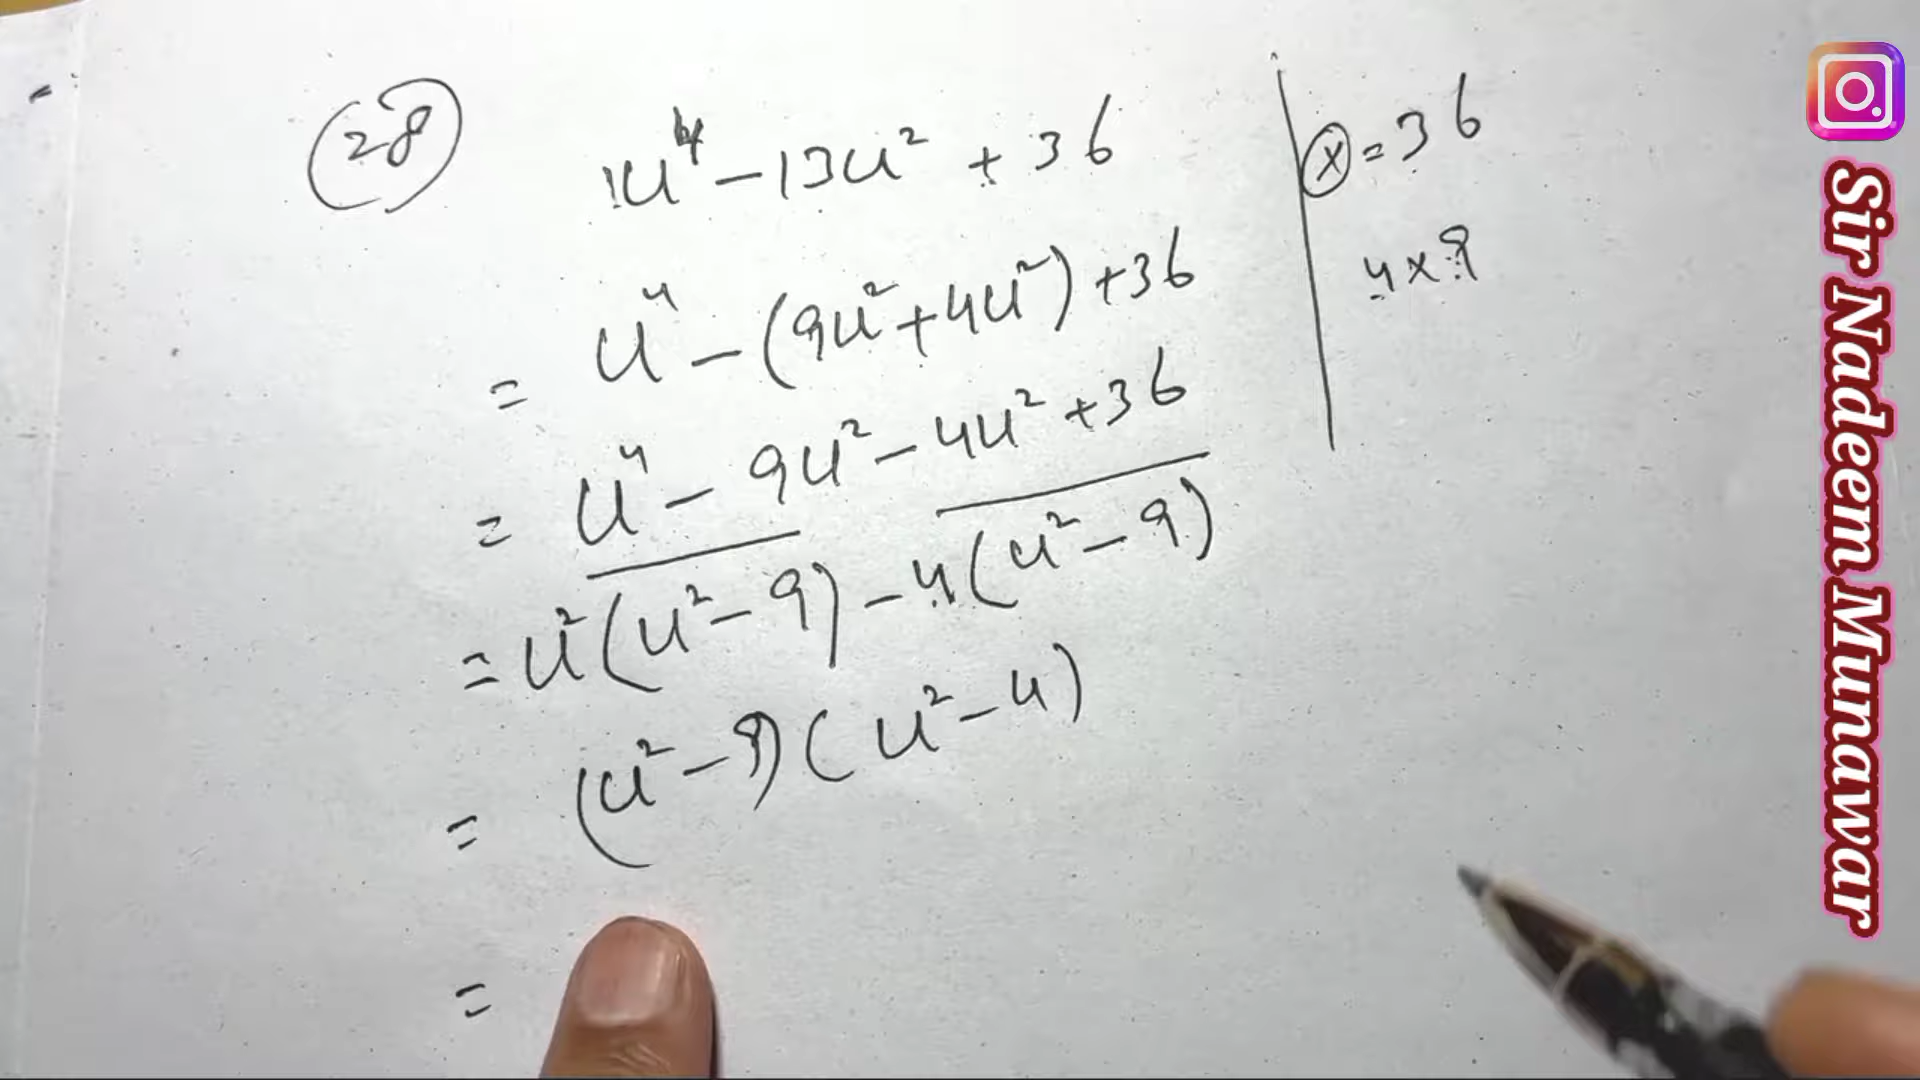 28
1u⁴ - 13u² + 36
= u⁴ - (9u² + 4u²) + 36
= u⁴ - 9u² - 4u² + 36
= u²(u² - 9) - 4(u² - 9)
= (u² - 9)(u² - 4)
=
x = 36
4 x 9
Sir Nadeem Munawar